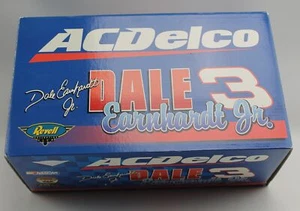 ACDelco
Dale Earnhardt Jr.
DALE 3
Earnhardt Jr.
Revell
ACDelco
Dale Earnhardt Jr.
DALE 3